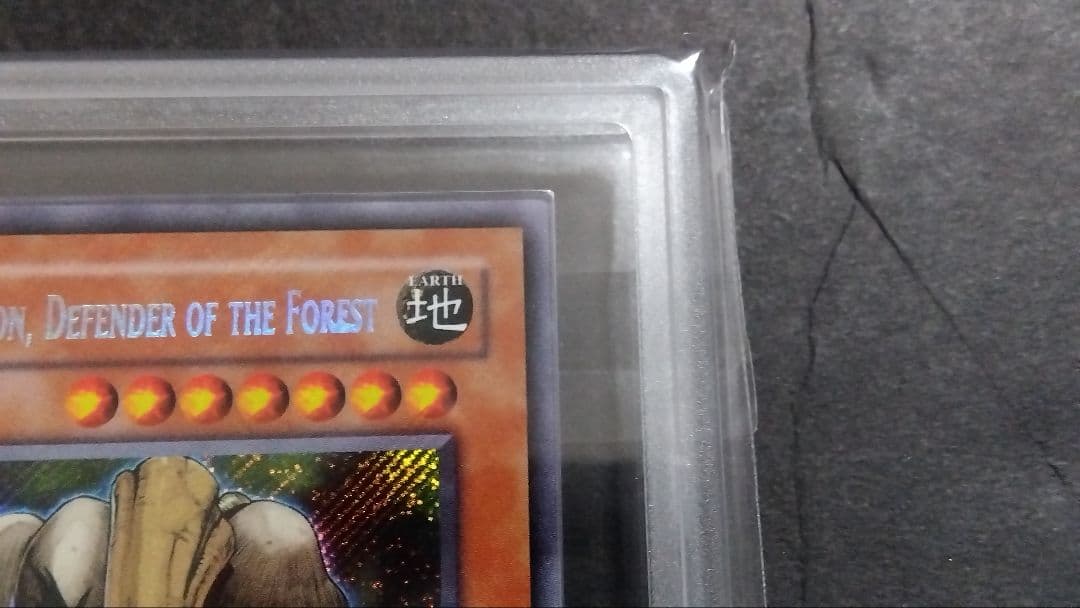 ON, DEFENDER OF THE FOREST
EARTH
地